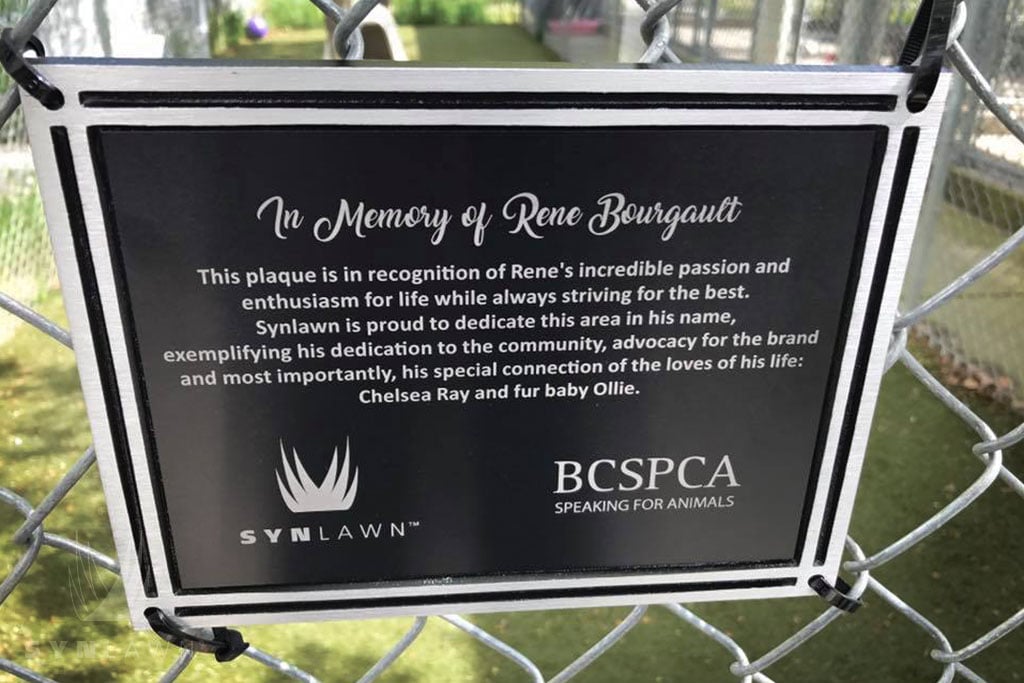 In Memory of Rene Bourgault
This plaque is in recognition of Rene's incredible passion and
enthusiasm for life while always striving for the best.
Synlawn is proud to dedicate this area in his name,
exemplifying his dedication to the community, advocacy for the brand
and most importantly, his special connection of the loves of his life:
Chelsea Ray and fur baby Ollie.
SYNLAWN™
BCSPCA
SPEAKING FOR ANIMALS
SYNLAWN